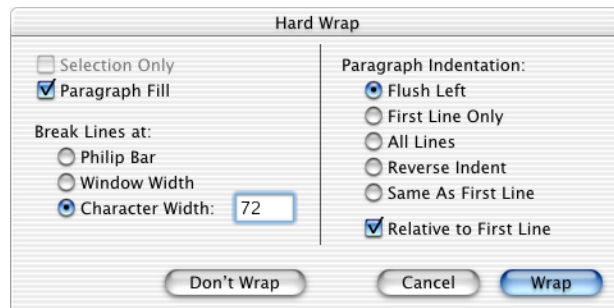 Hard Wrap
Selection Only
Paragraph Fill
Break Lines at:
Philip Bar
Window Width
Character Width: 72
Paragraph Indentation:
Flush Left
First Line Only
All Lines
Reverse Indent
Same As First Line
Relative to First Line
Don't Wrap
Cancel
Wrap